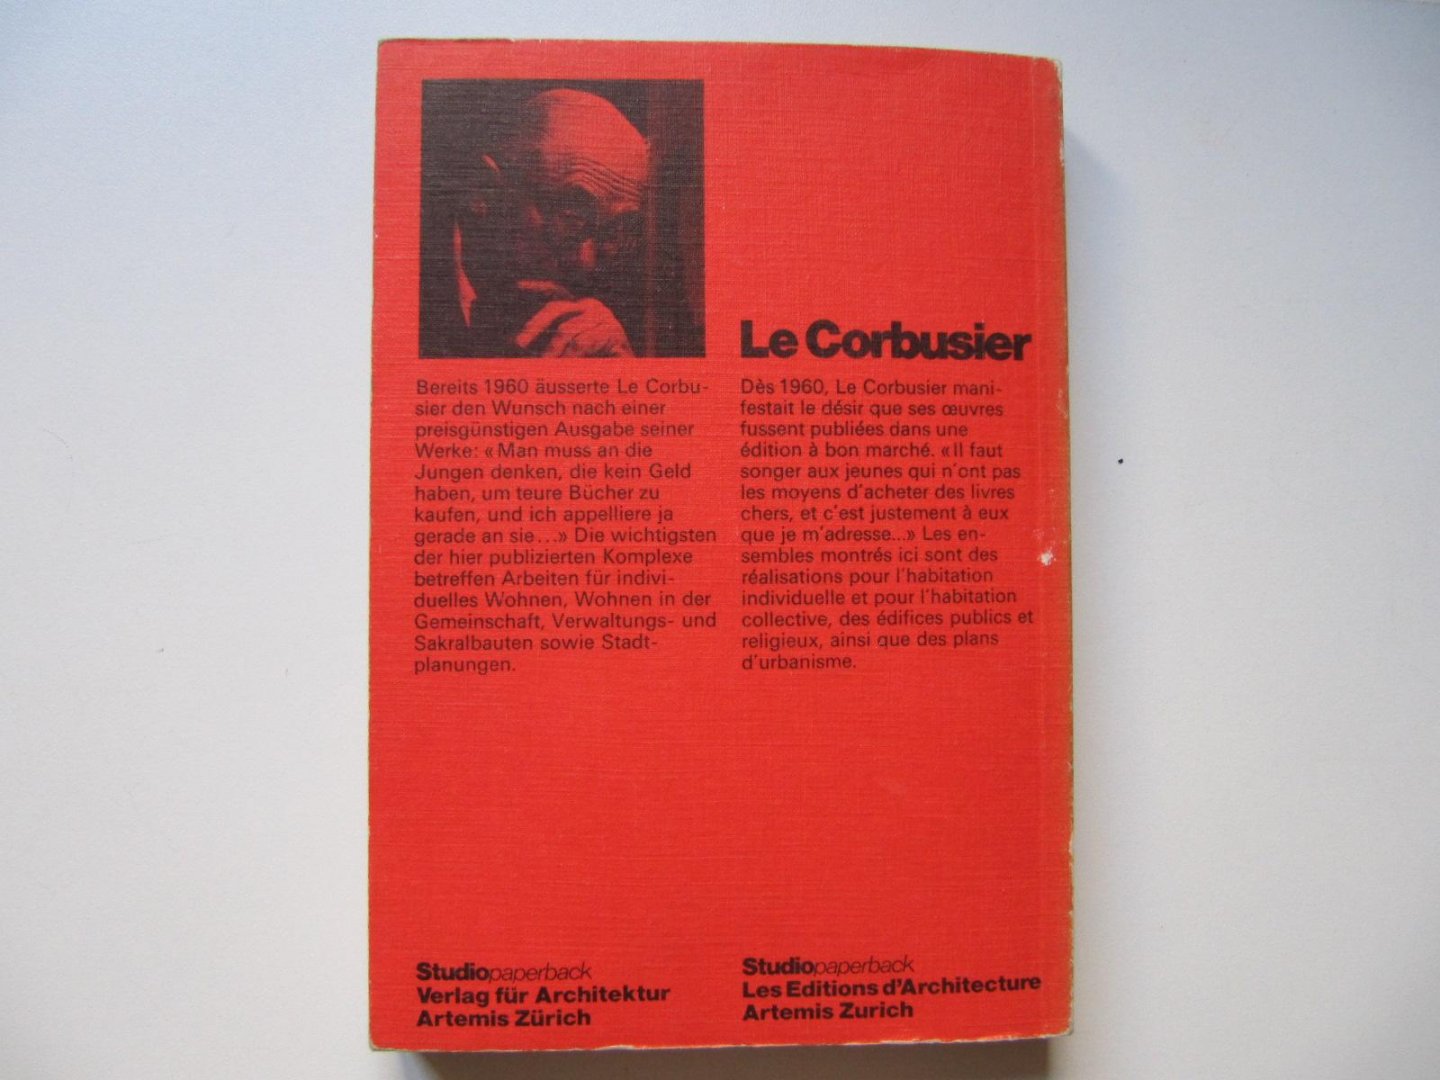 Le Corbusier
Bereits 1960 äusserte Le Corbu-
sier den Wunsch nach einer
preisgünstigen Ausgabe seiner
Werke: «Man muss an die
Jungen denken, die kein Geld
haben, um teure Bücher zu
kaufen, und ich appelliere ja
gerade an sie...» Die wichtigsten
der hier publizierten Komplexe
betreffen Arbeiten für indivi-
duelles Wohnen, Wohnen in der
Gemeinschaft, Verwaltungs- und
Sakralbauten sowie Stadt-
planungen.
Dès 1960, Le Corbusier mani-
festait le désir que ses œuvres
fussent publiées dans une
édition à bon marché. «Il faut
songer aux jeunes qui n'ont pas
les moyens d'acheter des livres
chers, et c'est justement à eux
que je m'adresse...» Les en-
sembles montrés ici sont des
réalisations pour l'habitation
individuelle et pour l'habitation
collective, des édifices publics et
religieux, ainsi que des plans
d'urbanisme.
Studiopaperback
Verlag für Architektur
Artemis Zürich
Studiopaperback
Les Editions d'Architecture
Artemis Zurich